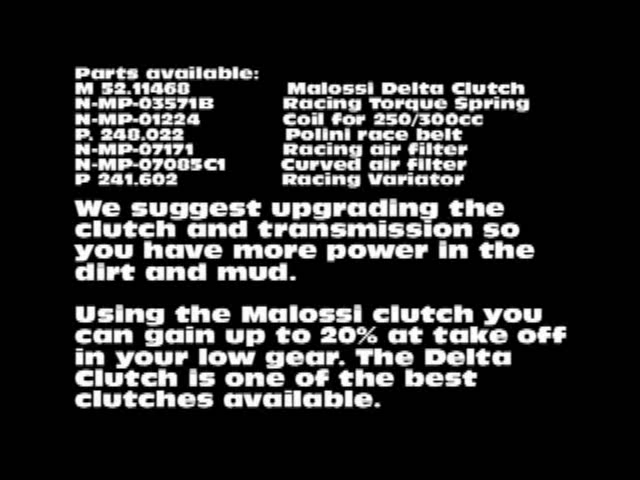 Parts available:
M 52.11468 Malossi Delta Clutch
N-MP-03571B Racing Torque Spring
N-MP-01224 Coil for 250/300cc
P. 248.022 Polini race belt
N-MP-07171 Racing air filter
N-MP-07085C1 Curved air filter
P 241.602 Racing Variator
We suggest upgrading the
clutch and transmission so
you have more power in the
dirt and mud.
Using the Malossi clutch you
can gain up to 20% at take off
in your low gear. The Delta
Clutch is one of the best
clutches available.